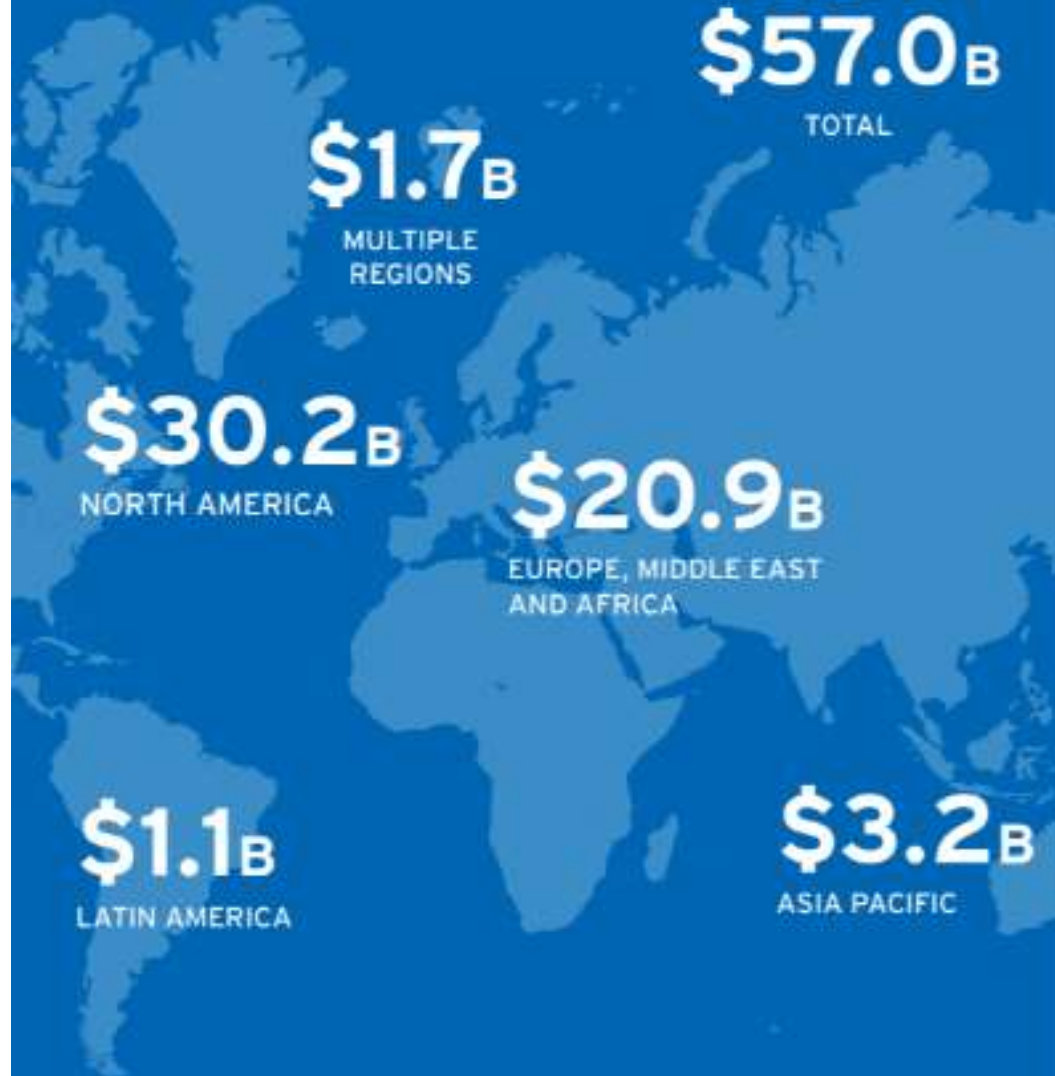 $57.0B
TOTAL
$1.7B
MULTIPLE
REGIONS
$30.2B
NORTH AMERICA
$20.9B
EUROPE, MIDDLE EAST
AND AFRICA
$1.1B
LATIN AMERICA
$3.2B
ASIA PACIFIC